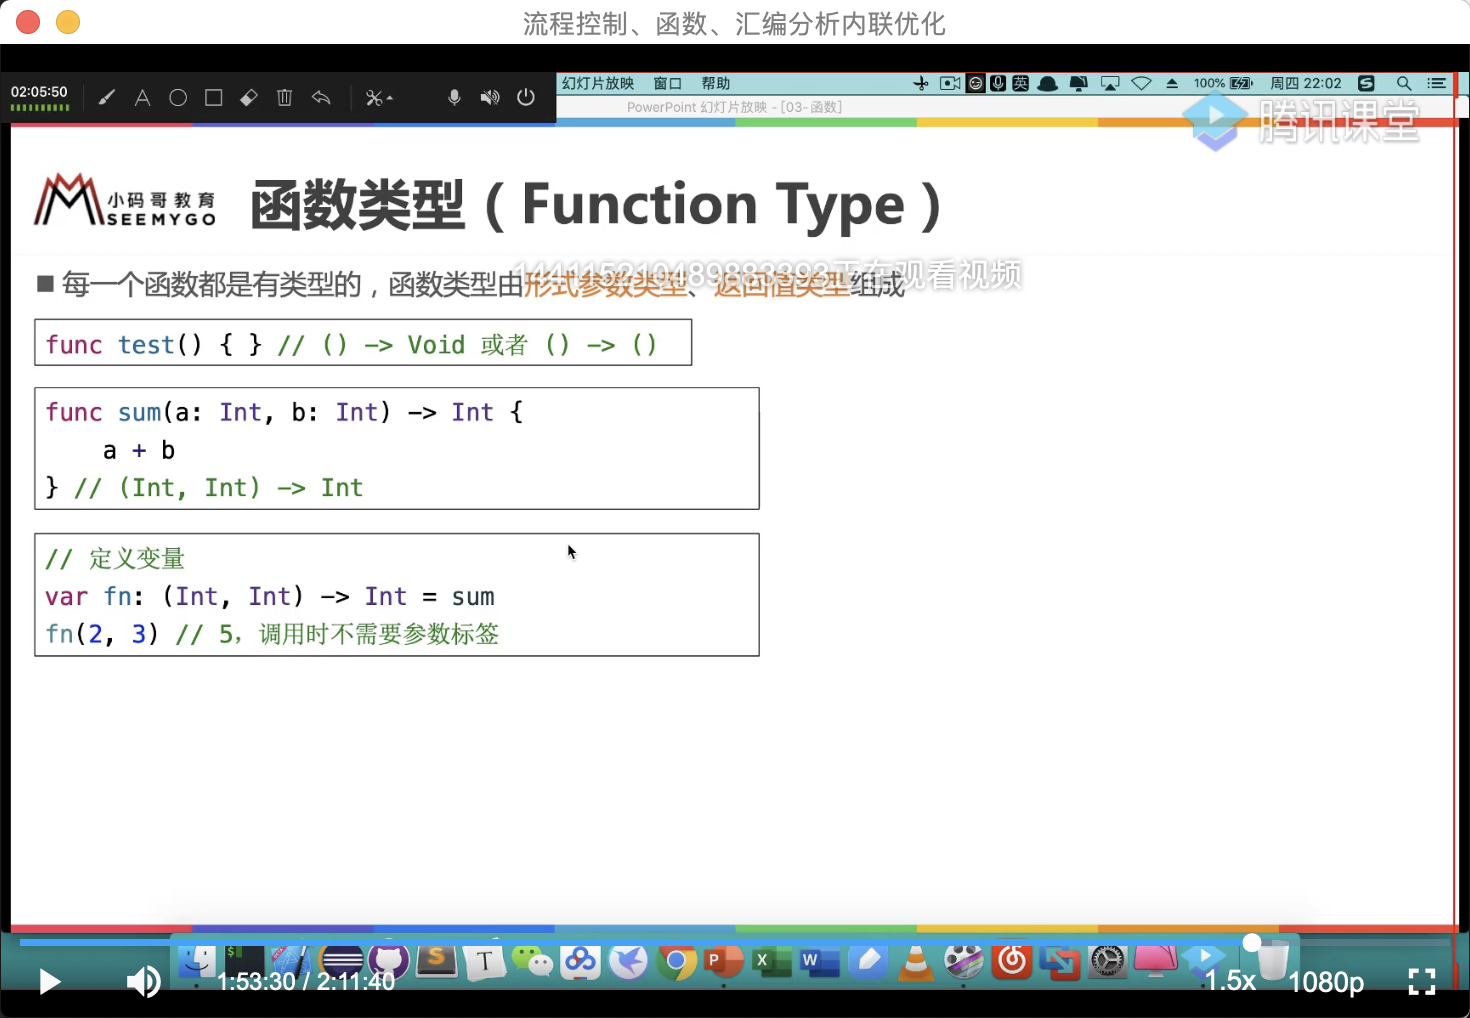 流程控制、函数、汇编分析内联优化
02:05:50
幻灯片放映 窗口 帮助
英
100%
周四 22:02
PowerPoint 幻灯片放映 - [03-函数]
腾讯课堂
小码哥教育
SEEMYGO
函数类型（Function Type）
■ 每一个函数都是有类型的，函数类型由形式参数类型、返回值类型组成
正在观看视频
func test() { } // () -> Void 或者 () -> ()
func sum(a: Int, b: Int) -> Int {
a + b
} // (Int, Int) -> Int
// 定义变量
var fn: (Int, Int) -> Int = sum
fn(2, 3) // 5，调用时不需要参数标签
1:53:30 / 2:11:40
1.5x
1080p